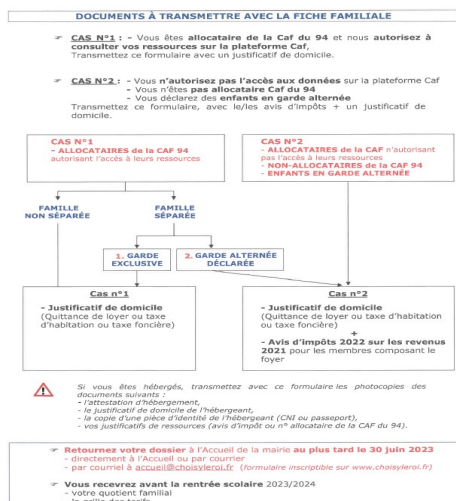 DOCUMENTS À TRANSMETTRE AVEC LA FICHE FAMILIALE
☞ CAS N°1 : - Vous êtes allocataire de la Caf du 94 et nous autorisez à
consulter vos ressources sur la plateforme Caf,
Transmettez ce formulaire avec un justificatif de domicile.
☞ CAS N°2 : - Vous n'autorisez pas l'accès aux données sur la plateforme Caf
- Vous n'êtes pas allocataire Caf du 94
- Vous déclarez des enfants en garde alternée
Transmettez ce formulaire, avec le/les avis d'impôts + un justificatif de
domicile.
CAS N°1
- ALLOCATAIRES de la CAF 94
autorisant l'accès à leurs ressources
CAS N°2
- ALLOCATAIRES de la CAF n'autorisant
pas l'accès à leurs ressources
- NON-ALLOCATAIRES de la CAF 94
- ENFANTS EN GARDE ALTERNÉE
FAMILLE
NON SÉPARÉE
FAMILLE
SÉPARÉE
1. GARDE
EXCLUSIVE
2. GARDE ALTERNÉE
DÉCLARÉE
Cas n°1
- Justificatif de domicile
(Quittance de loyer ou taxe
d'habitation ou taxe foncière)
Cas n°2
- Justificatif de domicile
(Quittance de loyer ou taxe d'habitation
ou taxe foncière)
+
- Avis d'impôts 2022 sur les revenus
2021 pour les membres composant le
foyer
Si vous êtes hébergés, transmettez avec ce formulaire les photocopies des
documents suivants :
- l'attestation d'hébergement,
- le justificatif de domicile de l'hébergeant,
- la copie d'une pièce d'identité de l'hébergeant (CNI ou passeport),
- vos justificatifs de ressources (avis d'impôt ou n° allocataire de la CAF du 94).
☞ Retournez votre dossier à l'Accueil de la mairie au plus tard le 30 juin 2023
- directement à l'Accueil ou par courrier
- par courriel à accueil@choisyleroi.fr (formulaire inscriptible sur www.choisyleroi.fr)
☞ Vous recevrez avant la rentrée scolaire 2023/2024
- votre quotient familial